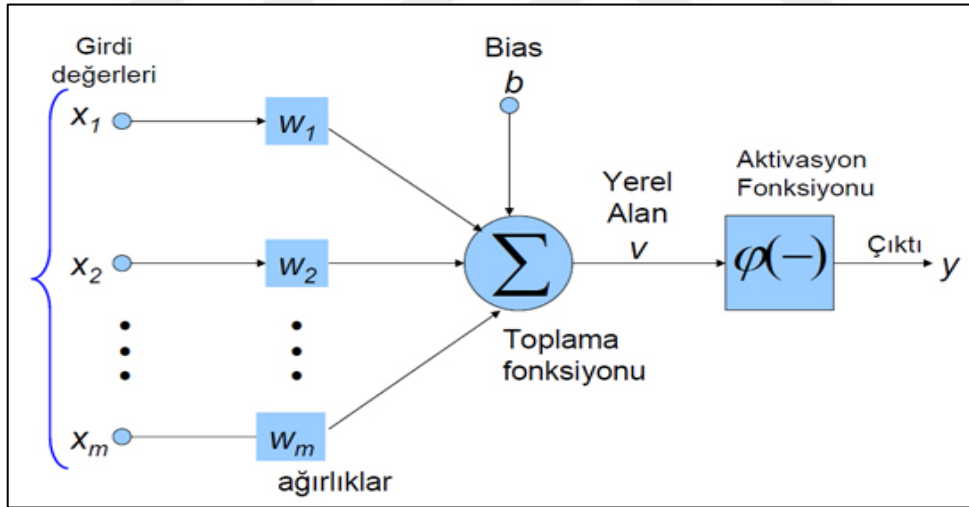 Girdi
değerleri
x1
x2
xm
w1
w2
wm
ağırlıklar
Bias
b
∑
Toplama
fonksiyonu
Yerel
Alan
v
Aktivasyon
Fonksiyonu
φ(−)
Çıktı
y